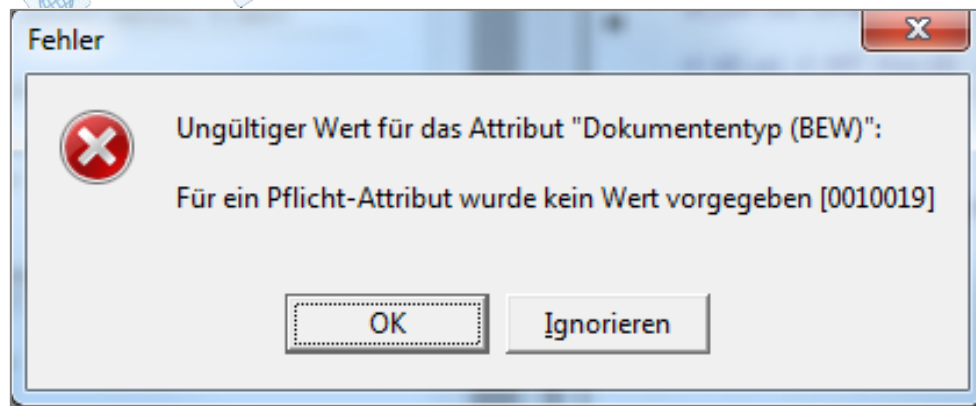 Fehler
Ungültiger Wert für das Attribut "Dokumententyp (BEW)":
Für ein Pflicht-Attribut wurde kein Wert vorgegeben [0010019]
OK
Ignorieren